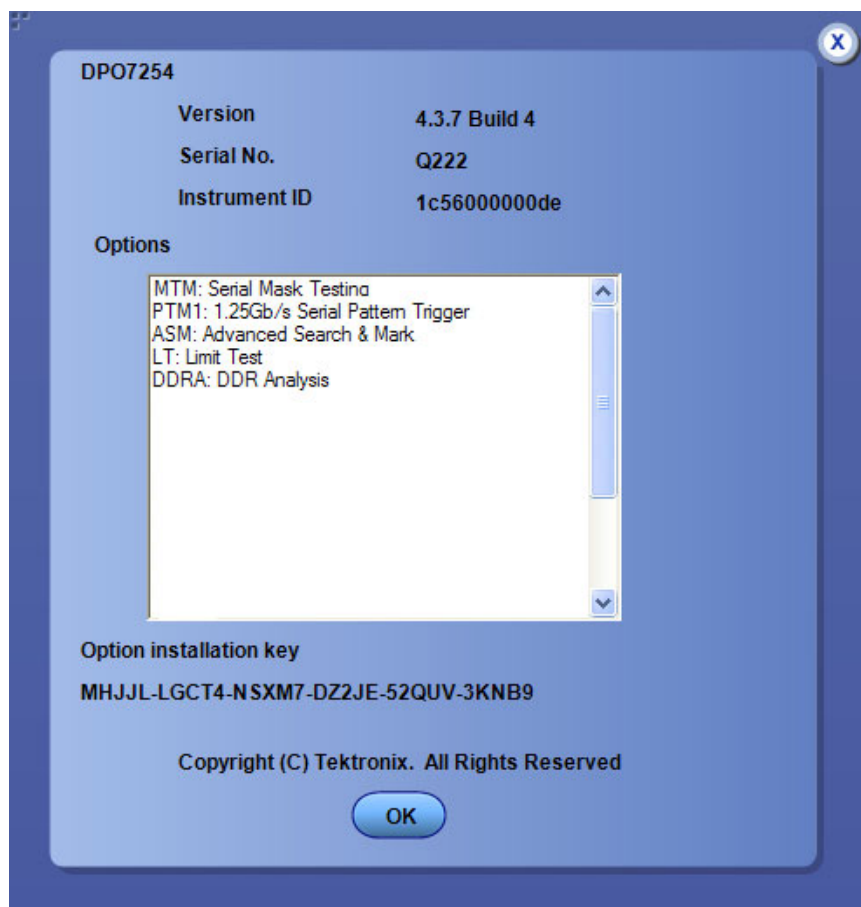 X
DPO7254
Version 4.3.7 Build 4
Serial No. Q222
Instrument ID 1c56000000de
Options
MTM: Serial Mask Testing
PTM1: 1.25Gb/s Serial Pattern Trigger
ASM: Advanced Search & Mark
LT: Limit Test
DDRA: DDR Analysis
Option installation key
MHJJL-LGCT4-NSXM7-DZ2JE-52QUV-3KNB9
Copyright (C) Tektronix. All Rights Reserved
OK